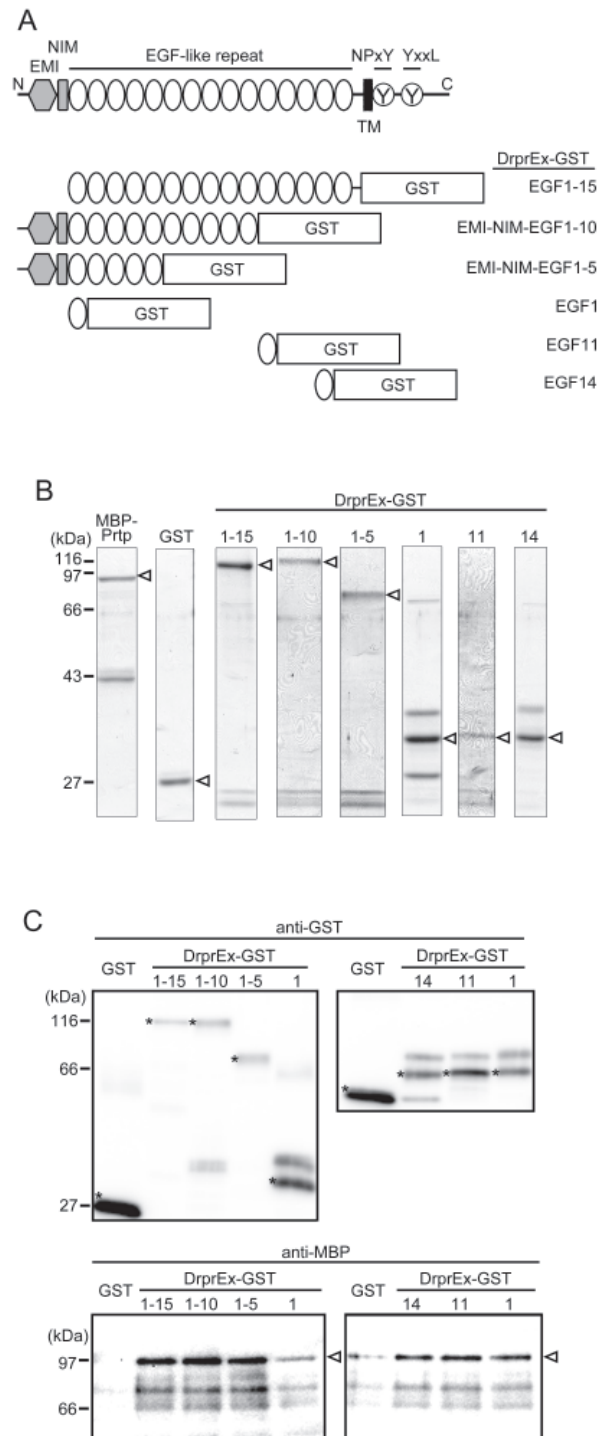 A
NIM
EMI
EGF-like repeat
NPxY YxxL
N
Y Y
C
TM
DrprEx-GST
GST EGF1-15
GST EMI-NIM-EGF1-10
GST EMI-NIM-EGF1-5
GST EGF1
GST EGF11
GST EGF14
B
DrprEx-GST
MBP-
Prtp
(kDa) GST 1-15 1-10 1-5 1 11 14
116
97
66
43
27
C
anti-GST
GST DrprEx-GST
1-15 1-10 1-5 1
(kDa)
116
*
*
66
*
*
27
*
GST DrprEx-GST
14 11 1
*
*
*
*
anti-MBP
GST DrprEx-GST
1-15 1-10 1-5 1
(kDa)
97
66
GST DrprEx-GST
14 11 1